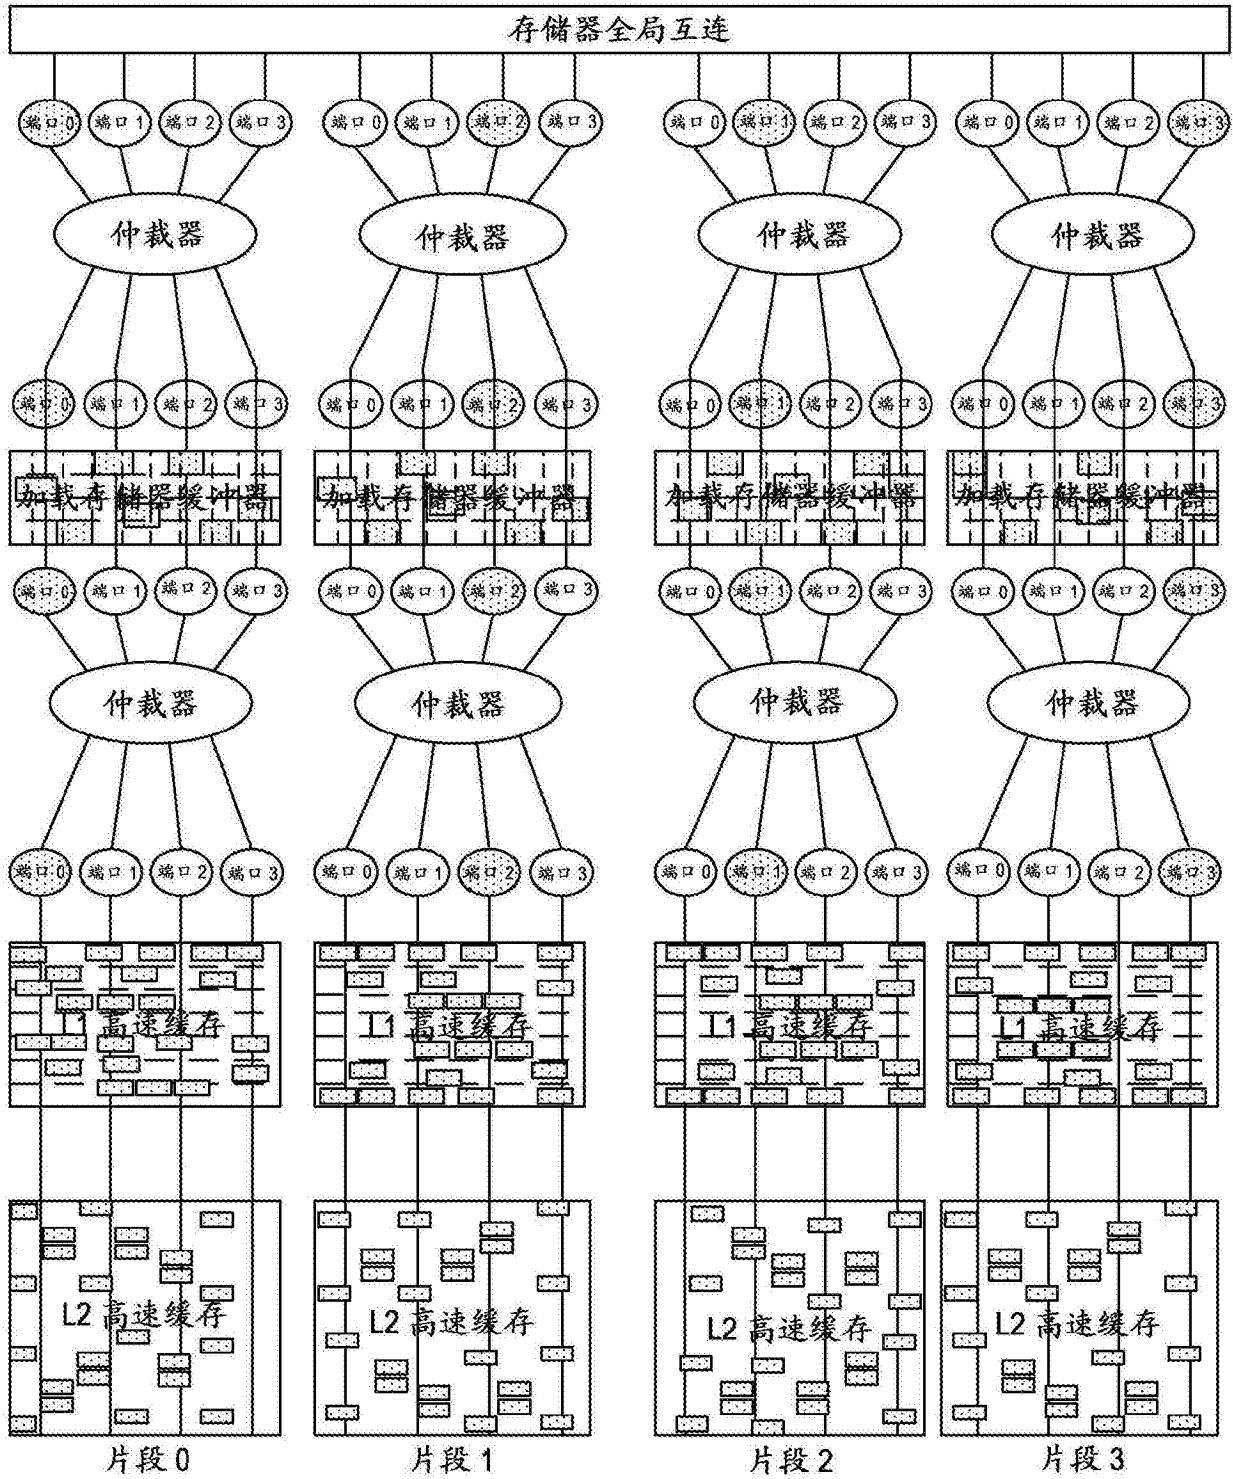 存储器全局互连
端口0 端口1 端口2 端口3 端口0 端口1 端口2 端口3 端口0 端口1 端口2 端口3 端口0 端口1 端口2 端口3
仲裁器 仲裁器 仲裁器 仲裁器
端口0 端口1 端口2 端口3 端口0 端口1 端口2 端口3 端口0 端口1 端口2 端口3 端口0 端口1 端口2 端口3
加载存储器缓冲器 加载存储器缓冲器 加载存储器缓冲器 加载存储器缓冲器
端口0 端口1 端口2 端口3 端口0 端口1 端口2 端口3 端口0 端口1 端口2 端口3 端口0 端口1 端口2 端口3
仲裁器 仲裁器 仲裁器 仲裁器
端口0 端口1 端口2 端口3 端口0 端口1 端口2 端口3 端口0 端口1 端口2 端口3 端口0 端口1 端口2 端口3
L1 高速缓存 L1 高速缓存 L1 高速缓存 L1 高速缓存
L2 高速缓存 L2 高速缓存 L2 高速缓存 L2 高速缓存
片段 0 片段 1 片段 2 片段 3